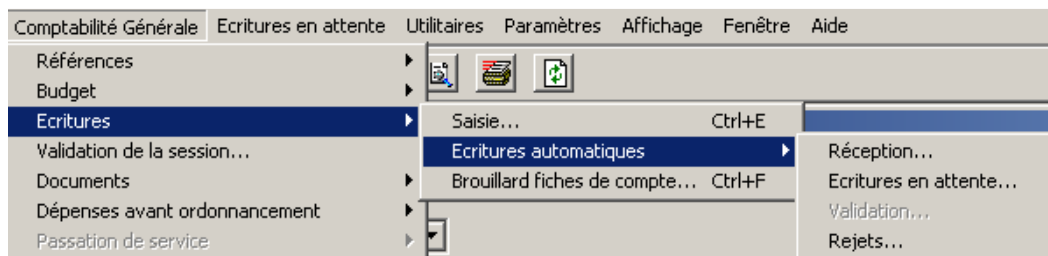 Comptabilité Générale Ecritures en attente Utilitaires Paramètres Affichage Fenêtre Aide
Références
Budget
Ecritures
Validation de la session...
Documents
Dépenses avant ordonnancement
Passation de service
Saisie... Ctrl+E
Ecritures automatiques
Brouillard fiches de compte... Ctrl+F
Réception...
Ecritures en attente...
Validation...
Rejets...